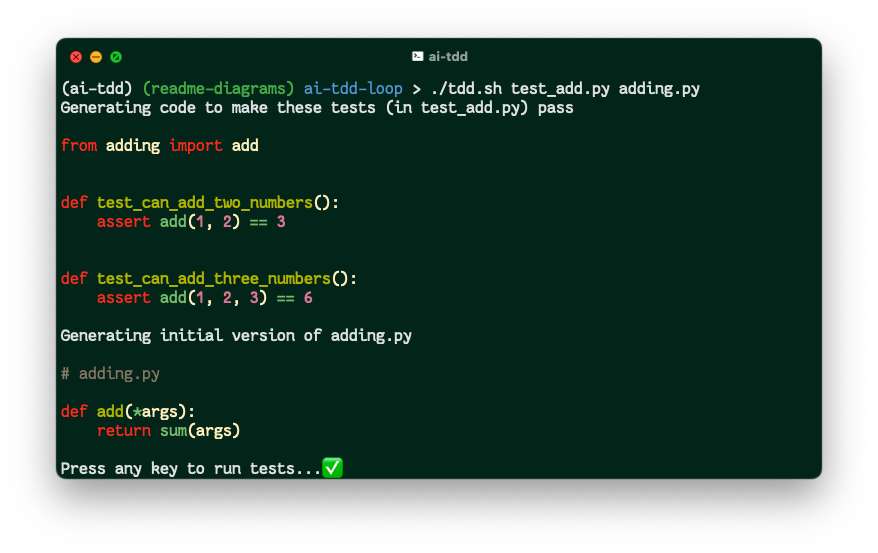 ai-tdd
(ai-tdd) (readme-diagrams) ai-tdd-loop > ./tdd.sh test_add.py adding.py
Generating code to make these tests (in test_add.py) pass
from adding import add
def test_can_add_two_numbers():
    assert add(1, 2) == 3
def test_can_add_three_numbers():
    assert add(1, 2, 3) == 6
Generating initial version of adding.py
# adding.py
def add(*args):
    return sum(args)
Press any key to run tests...✅